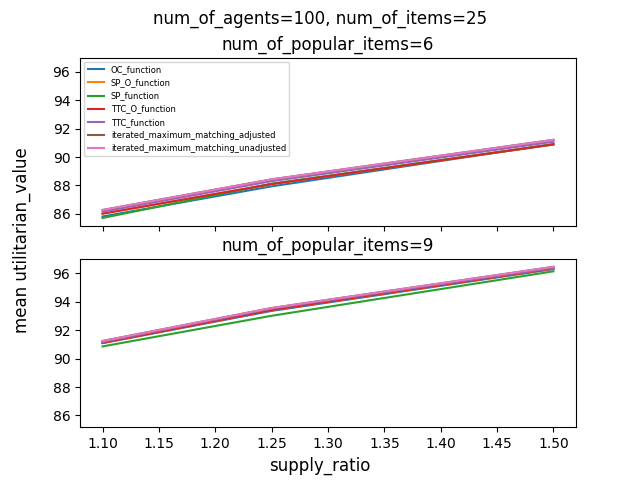 num_of_agents=100, num_of_items=25
num_of_popular_items=6
96
94
92
90
88
86
OC_function
SP_O_function
SP_function
TTC_O_function
TTC_function
iterated_maximum_matching_adjusted
iterated_maximum_matching_unadjusted
mean utilitarian_value
num_of_popular_items=9
96
94
92
90
88
86
1.10 1.15 1.20 1.25 1.30 1.35 1.40 1.45 1.50
supply_ratio